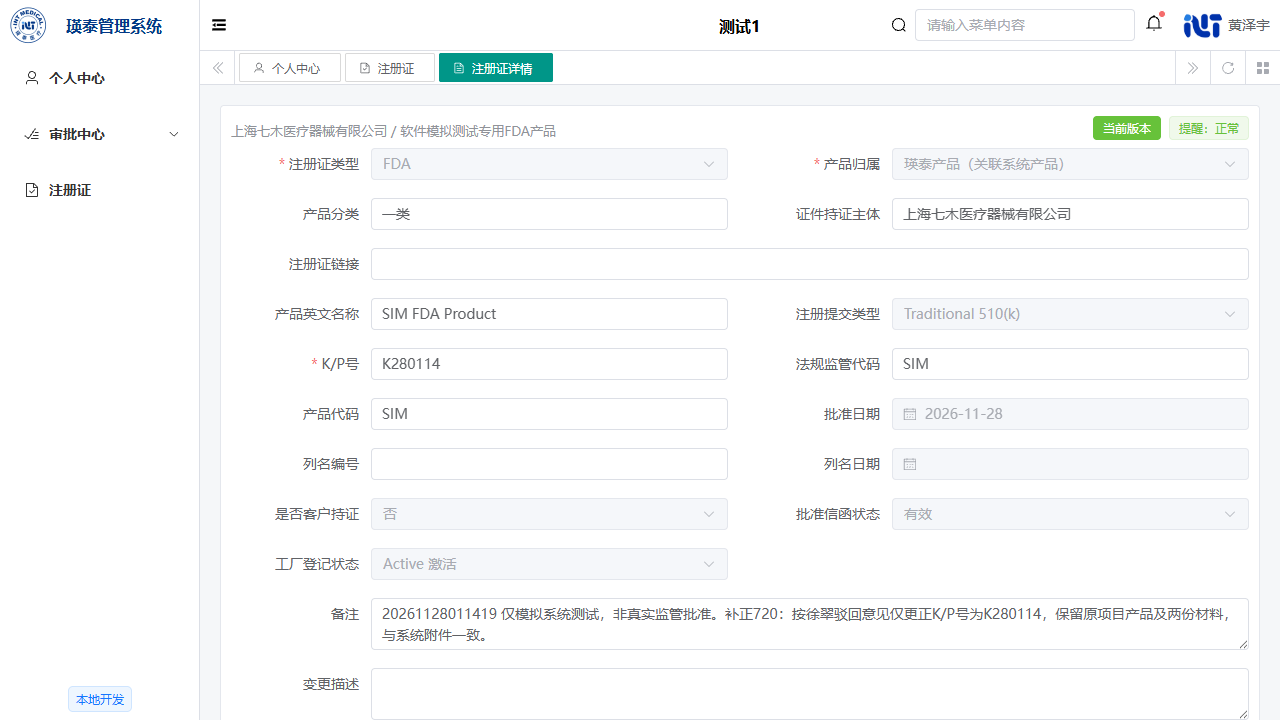 瑛泰管理系统
测试1
请输入菜单内容
黄泽宇
个人中心
审批中心
注册证
本地开发
个人中心
注册证
注册证详情
上海七木医疗器械有限公司 / 软件模拟测试专用FDA产品
当前版本
提醒：正常
* 注册证类型 FDA
* 产品归属 瑛泰产品（关联系统产品）
产品分类 一类
证件持证主体 上海七木医疗器械有限公司
注册证链接
产品英文名称 SIM FDA Product
注册提交类型 Traditional 510(k)
* K/P号 K280114
法规监管代码 SIM
产品代码 SIM
批准日期 2026-11-28
列名编号
列名日期
是否客户持证 否
批准信函状态 有效
工厂登记状态 Active 激活
备注 20261128011419 仅模拟系统测试，非真实监管批准。补正720：按徐翠驳回意见仅更正K/P号为K280114，保留原项目产品及两份材料，
与系统附件一致。
变更描述